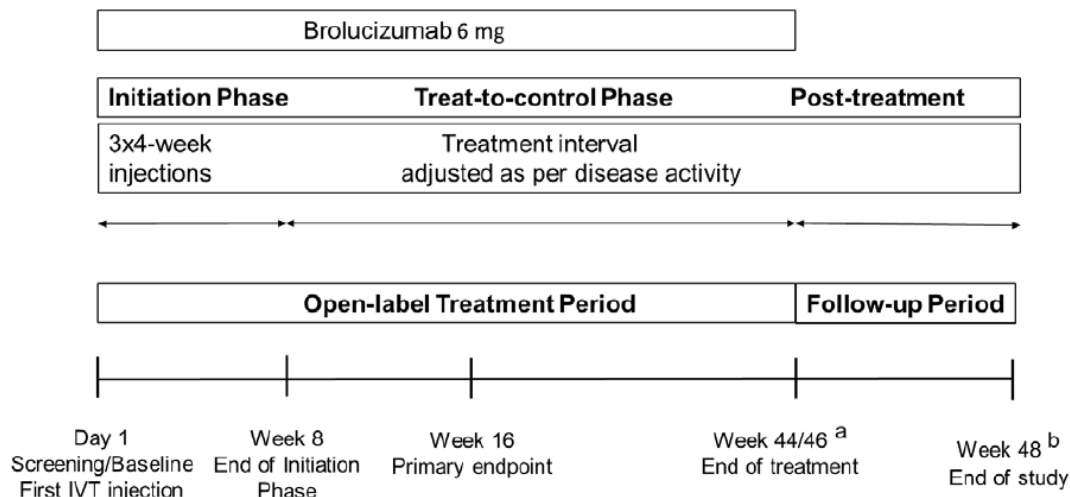 Brolucizumab 6 mg
Initiation Phase Treat-to-control Phase Post-treatment
3x4-week Treatment interval
injections adjusted as per disease activity
Open-label Treatment Period Follow-up Period
Day 1 Week 8 Week 16 Week 44/46 a Week 48 b
Screening/Baseline End of Initiation Primary endpoint End of treatment End of study
First IVT injection Phase